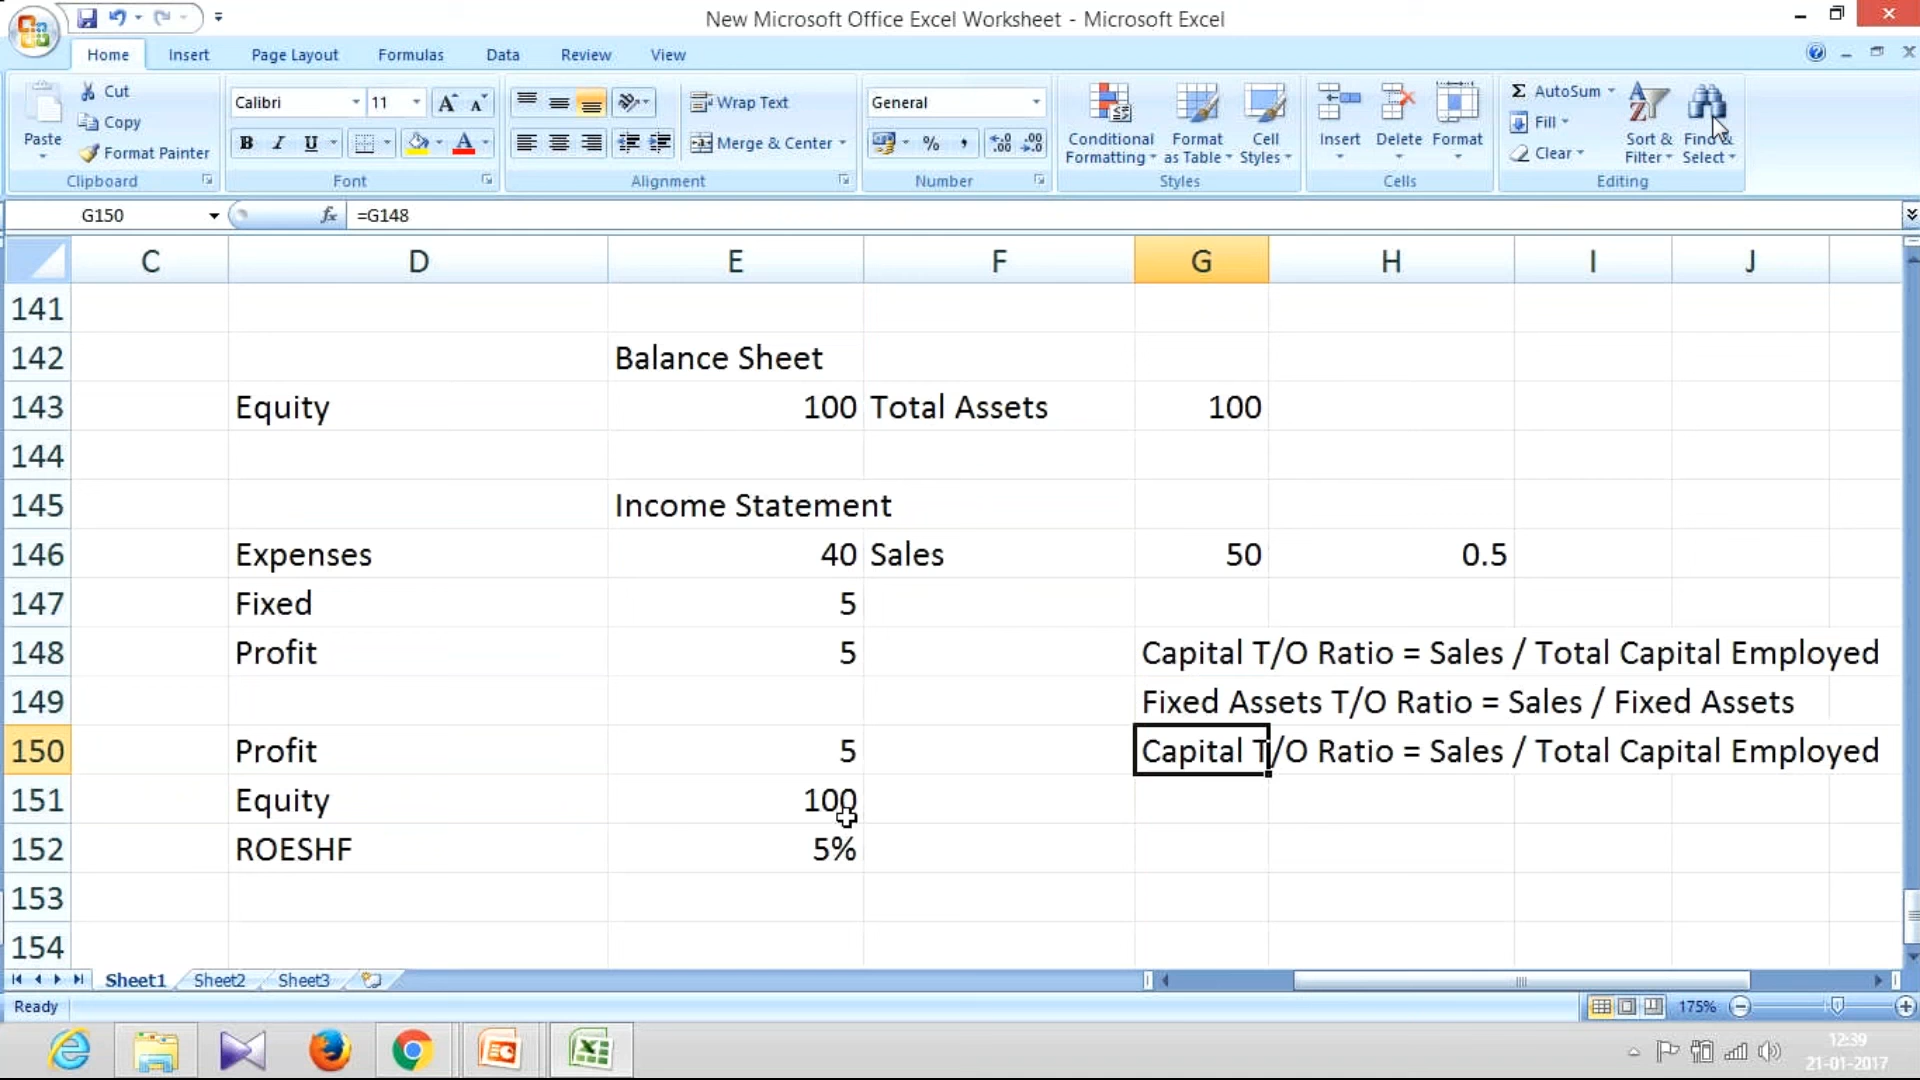 New Microsoft Office Excel Worksheet - Microsoft Excel
Home Insert Page Layout Formulas Data Review View
Paste Cut Copy Format Painter
Calibri 11
B I U
Wrap Text
Merge & Center
General
%
Conditional Formatting
Format as Table
Cell Styles
Insert Delete Format
Σ AutoSum
Fill
Clear
Sort & Filter
Find & Select
Clipboard Font Alignment Number Styles Cells Editing
G150 fx =G148
C D E F G H I J
141
142 Balance Sheet
143 Equity 100 Total Assets 100
144
145 Income Statement
146 Expenses 40 Sales 50 0.5
147 Fixed 5
148 Profit 5 Capital T/O Ratio = Sales / Total Capital Employed
149 Fixed Assets T/O Ratio = Sales / Fixed Assets
150 Profit 5 Capital T/O Ratio = Sales / Total Capital Employed
151 Equity 100
152 ROESHF 5%
153
154
Sheet1 Sheet2 Sheet3
Ready 175%
12:39
21-01-2017